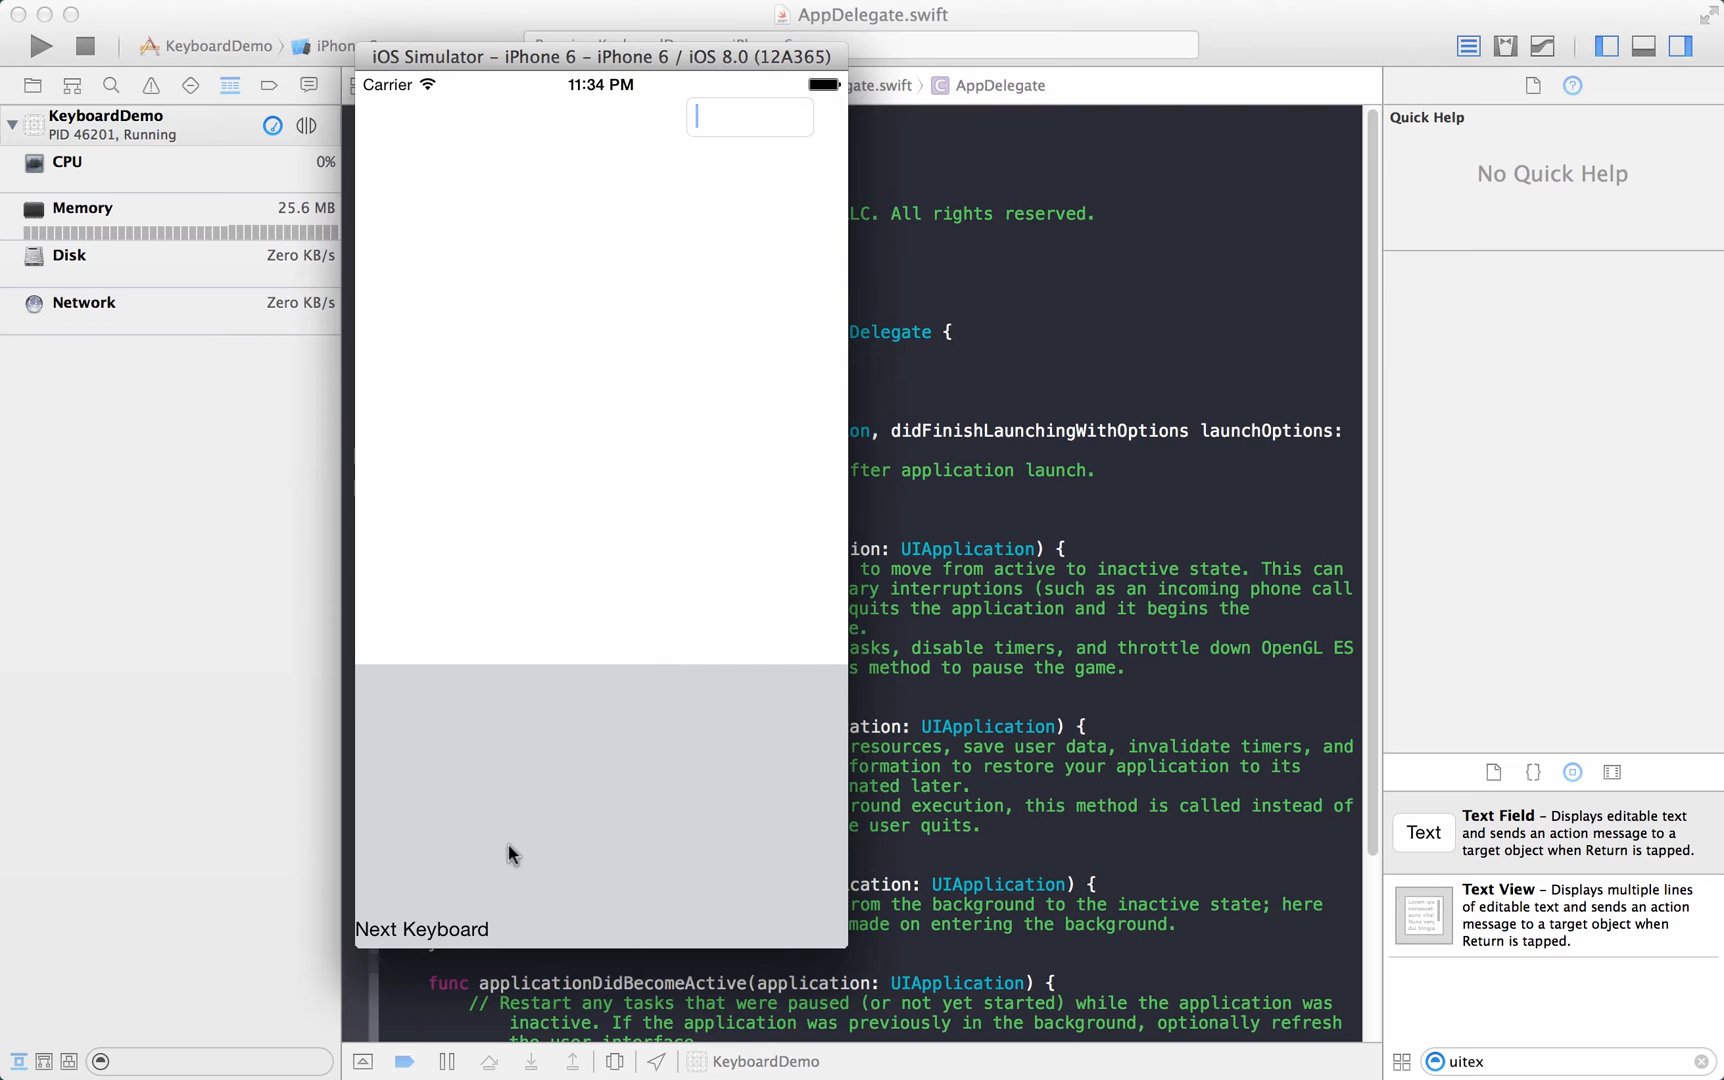 AppDelegate.swift
KeyboardDemo
iOS Simulator - iPhone 6 - iPhone 6 / iOS 8.0 (12A365)
Carrier
11:34 PM
AppDelegate
KeyboardDemo
PID 46201, Running
CPU 0%
Memory 25.6 MB
Disk Zero KB/s
Network Zero KB/s
Next Keyboard
LC. All rights reserved.
Delegate {
on, didFinishLaunchingWithOptions launchOptions:
fter application launch.
ion: UIApplication) {
to move from active to inactive state. This can
ary interruptions (such as an incoming phone call
quits the application and it begins the
e.
asks, disable timers, and throttle down OpenGL ES
s method to pause the game.
ation: UIApplication) {
resources, save user data, invalidate timers, and
formation to restore your application to its
nated later.
round execution, this method is called instead of
e user quits.
cation: UIApplication) {
rom the background to the inactive state; here
made on entering the background.
func applicationDidBecomeActive(application: UIApplication) {
// Restart any tasks that were paused (or not yet started) while the application was
inactive. If the application was previously in the background, optionally refresh
the user interface.
KeyboardDemo
Quick Help
No Quick Help
Text
Text Field - Displays editable text
and sends an action message to a
target object when Return is tapped.
Text View - Displays multiple lines
of editable text and sends an action
message to a target object when
Return is tapped.
uitex